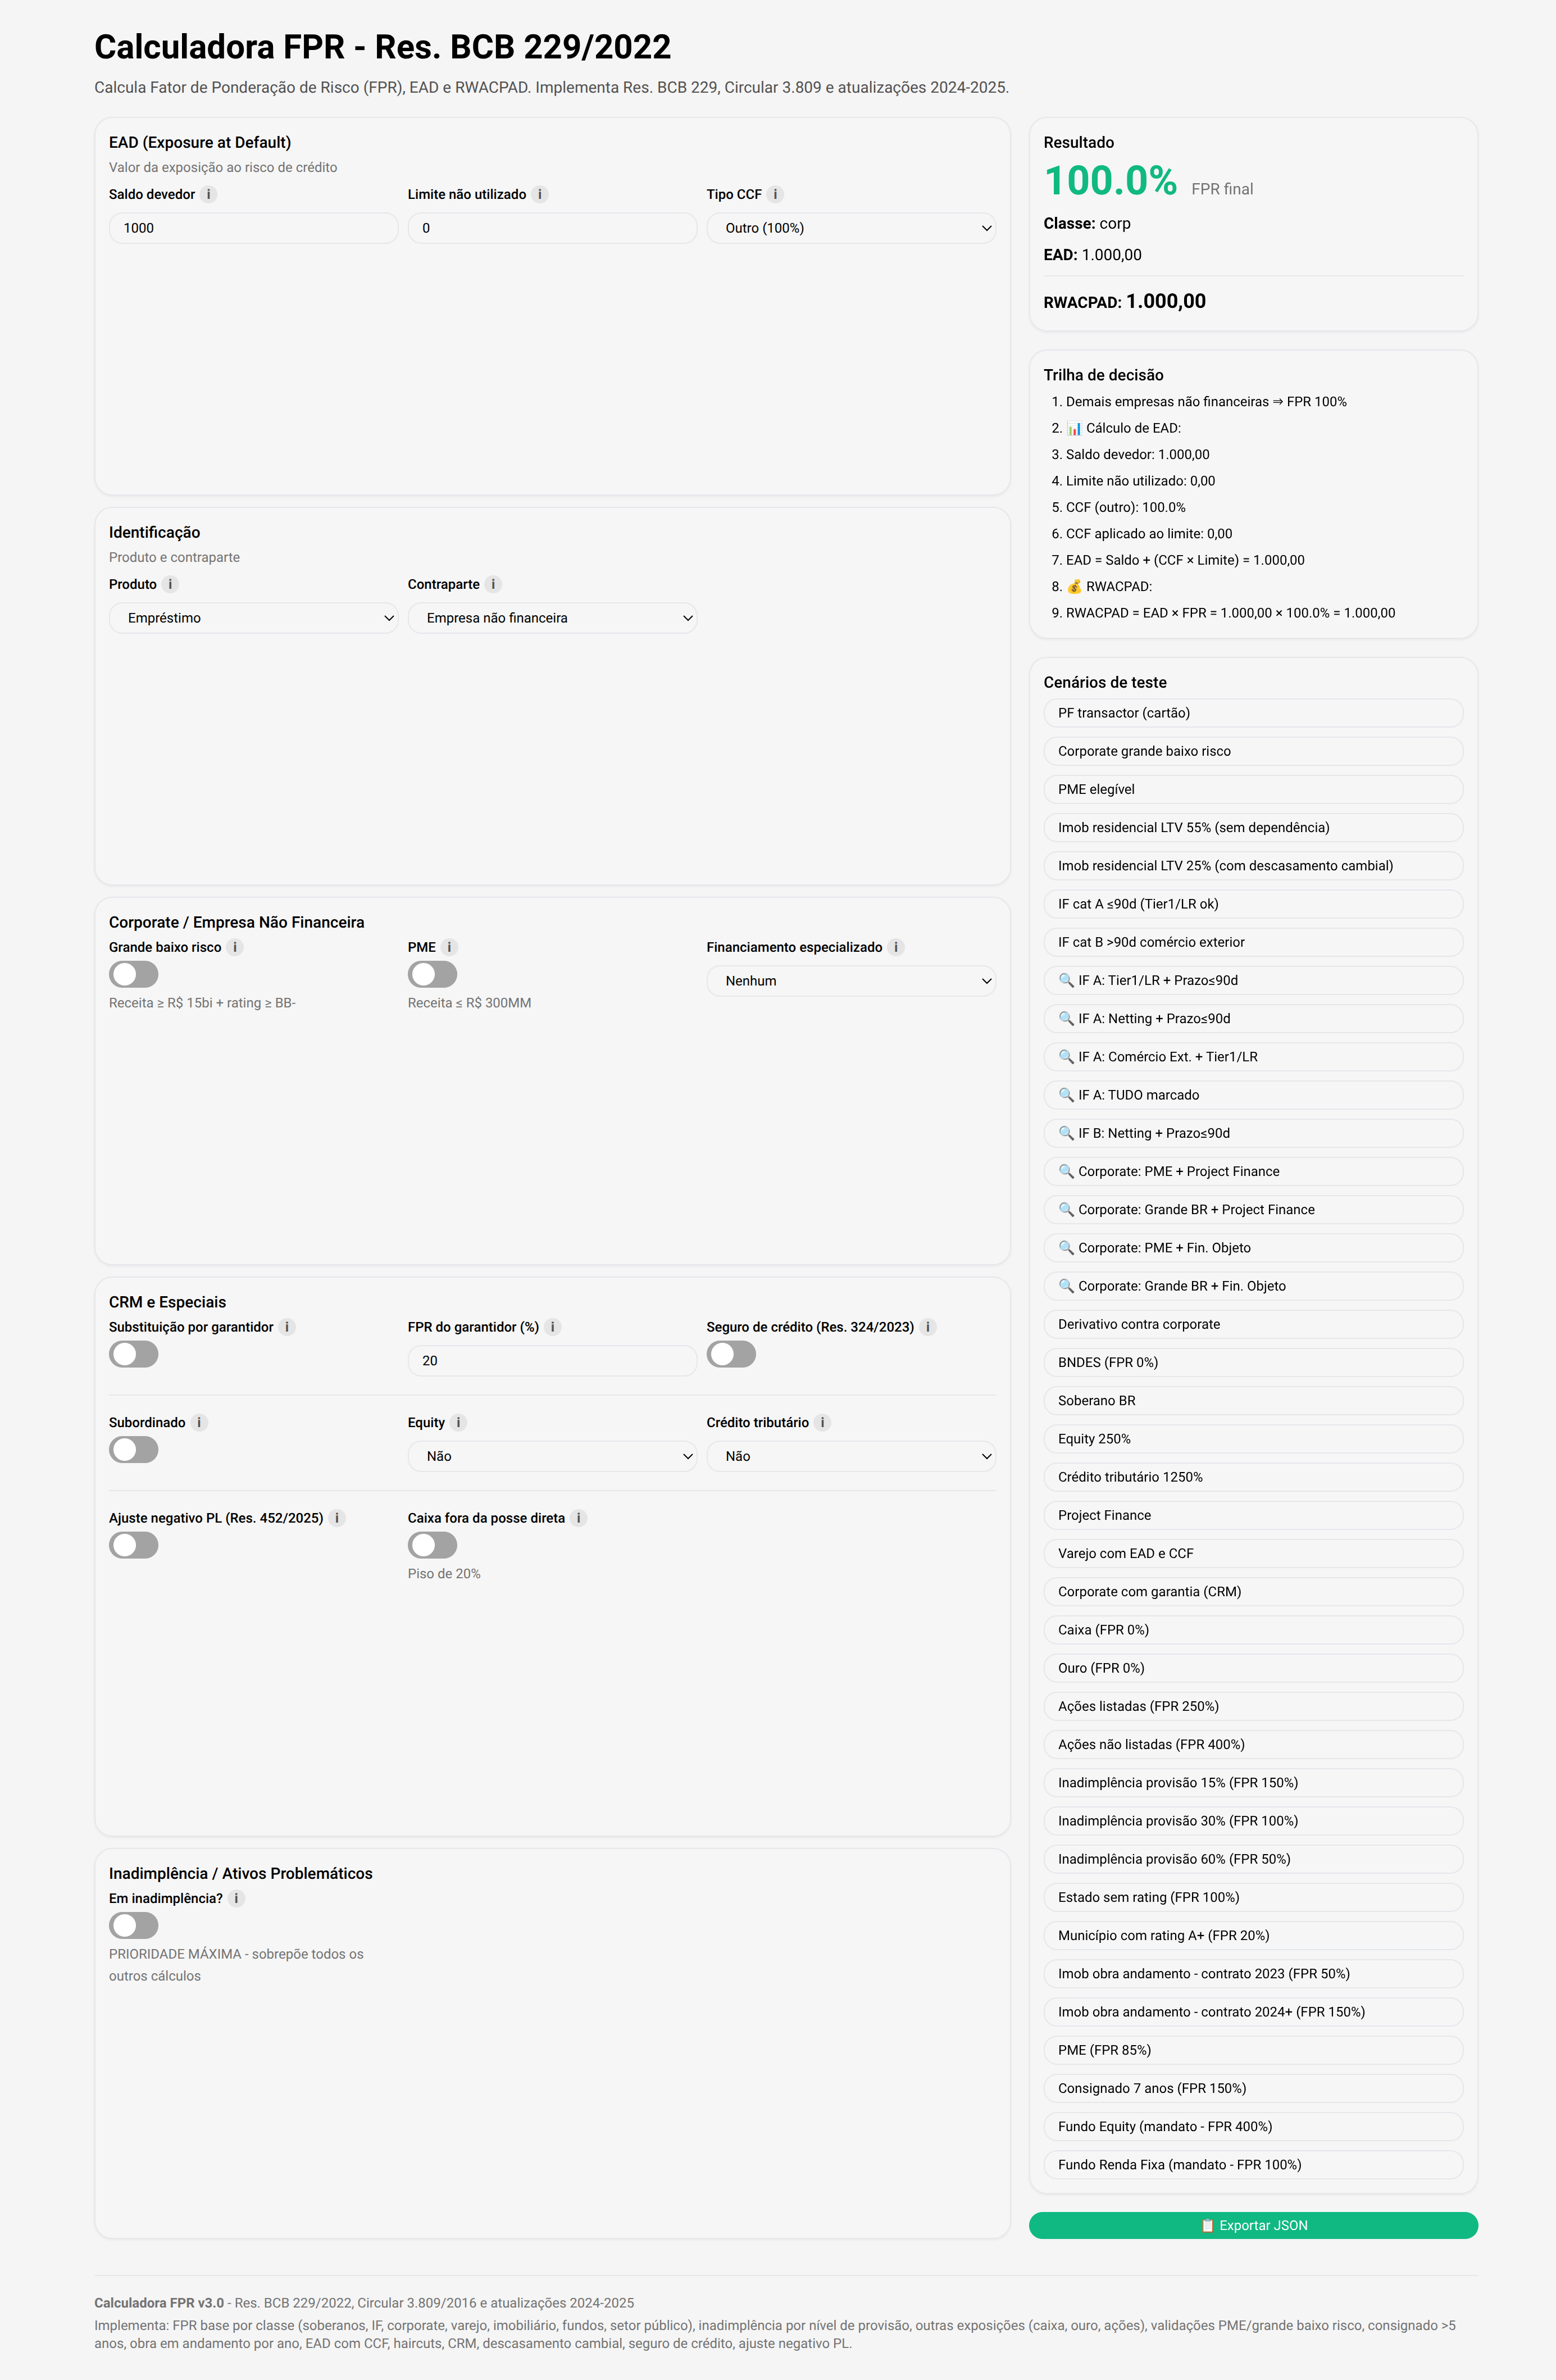 Calculadora FPR - Res. BCB 229/2022
Calcula Fator de Ponderação de Risco (FPR), EAD e RWACPAD. Implementa Res. BCB 229, Circular 3.809 e atualizações 2024-2025.
EAD (Exposure at Default)
Valor da exposição ao risco de crédito
Saldo devedor i
Limite não utilizado i
Tipo CCF i
1000
0
Outro (100%)
Identificação
Produto e contraparte
Produto i
Contraparte i
Empréstimo
Empresa não financeira
Corporate / Empresa Não Financeira
Grande baixo risco i
PME i
Financiamento especializado i
Nenhum
Receita ≥ R$ 15bi + rating ≥ BB-
Receita ≤ R$ 300MM
CRM e Especiais
Substituição por garantidor i
FPR do garantidor (%) i
Seguro de crédito (Res. 324/2023) i
20
Subordinado i
Equity i
Crédito tributário i
Não
Não
Ajuste negativo PL (Res. 452/2025) i
Caixa fora da posse direta i
Piso de 20%
Inadimplência / Ativos Problemáticos
Em inadimplência? i
PRIORIDADE MÁXIMA - sobrepõe todos os
outros cálculos
Resultado
100.0% FPR final
Classe: corp
EAD: 1.000,00
RWACPAD: 1.000,00
Trilha de decisão
1. Demais empresas não financeiras ⇒ FPR 100%
2. 📊 Cálculo de EAD:
3. Saldo devedor: 1.000,00
4. Limite não utilizado: 0,00
5. CCF (outro): 100.0%
6. CCF aplicado ao limite: 0,00
7. EAD = Saldo + (CCF × Limite) = 1.000,00
8. 💰 RWACPAD:
9. RWACPAD = EAD × FPR = 1.000,00 × 100.0% = 1.000,00
Cenários de teste
PF transactor (cartão)
Corporate grande baixo risco
PME elegível
Imob residencial LTV 55% (sem dependência)
Imob residencial LTV 25% (com descasamento cambial)
IF cat A ≤90d (Tier1/LR ok)
IF cat B >90d comércio exterior
🔍 IF A: Tier1/LR + Prazo≤90d
🔍 IF A: Netting + Prazo≤90d
🔍 IF A: Comércio Ext. + Tier1/LR
🔍 IF A: TUDO marcado
🔍 IF B: Netting + Prazo≤90d
🔍 Corporate: PME + Project Finance
🔍 Corporate: Grande BR + Project Finance
🔍 Corporate: PME + Fin. Objeto
🔍 Corporate: Grande BR + Fin. Objeto
Derivativo contra corporate
BNDES (FPR 0%)
Soberano BR
Equity 250%
Crédito tributário 1250%
Project Finance
Varejo com EAD e CCF
Corporate com garantia (CRM)
Caixa (FPR 0%)
Ouro (FPR 0%)
Ações listadas (FPR 250%)
Ações não listadas (FPR 400%)
Inadimplência provisão 15% (FPR 150%)
Inadimplência provisão 30% (FPR 100%)
Inadimplência provisão 60% (FPR 50%)
Estado sem rating (FPR 100%)
Município com rating A+ (FPR 20%)
Imob obra andamento - contrato 2023 (FPR 50%)
Imob obra andamento - contrato 2024+ (FPR 150%)
PME (FPR 85%)
Consignado 7 anos (FPR 150%)
Fundo Equity (mandato - FPR 400%)
Fundo Renda Fixa (mandato - FPR 100%)
📋 Exportar JSON
Calculadora FPR v3.0 - Res. BCB 229/2022, Circular 3.809/2016 e atualizações 2024-2025
Implementa: FPR base por classe (soberanos, IF, corporate, varejo, imobiliário, fundos, setor público), inadimplência por nível de provisão, outras exposições (caixa, ouro, ações), validações PME/grande baixo risco, consignado >5
anos, obra em andamento por ano, EAD com CCF, haircuts, CRM, descasamento cambial, seguro de crédito, ajuste negativo PL.